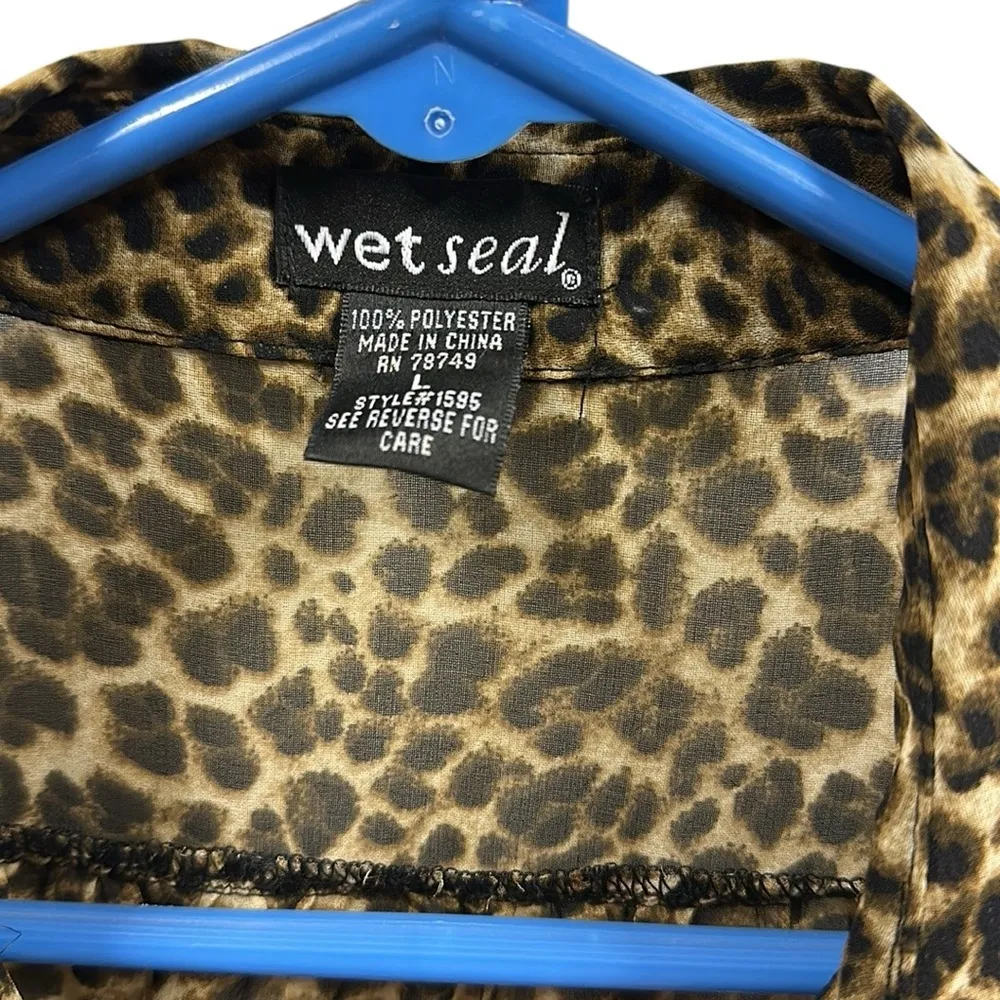 N
wet seal®
100% POLYESTER
MADE IN CHINA
RN 78749
L
STYLE#1595
SEE REVERSE FOR
CARE